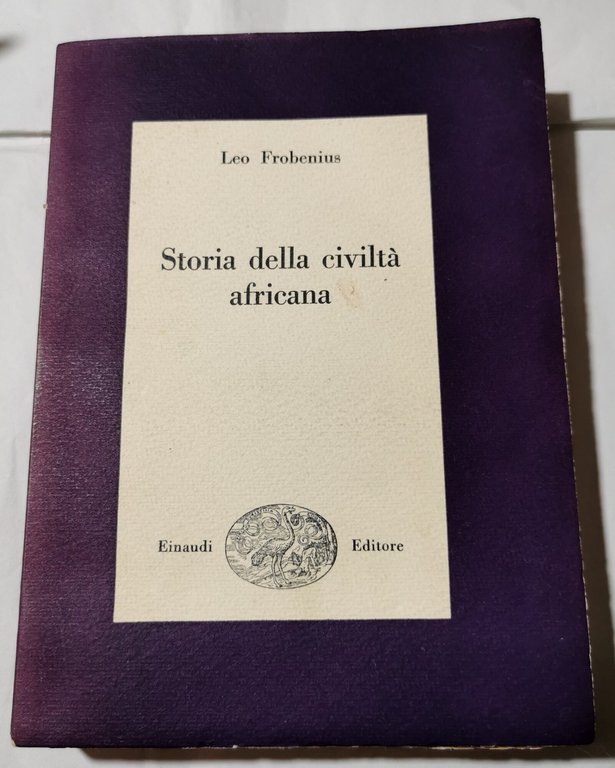 Leo Frobenius
Storia della civiltà
africana
Einaudi Editore